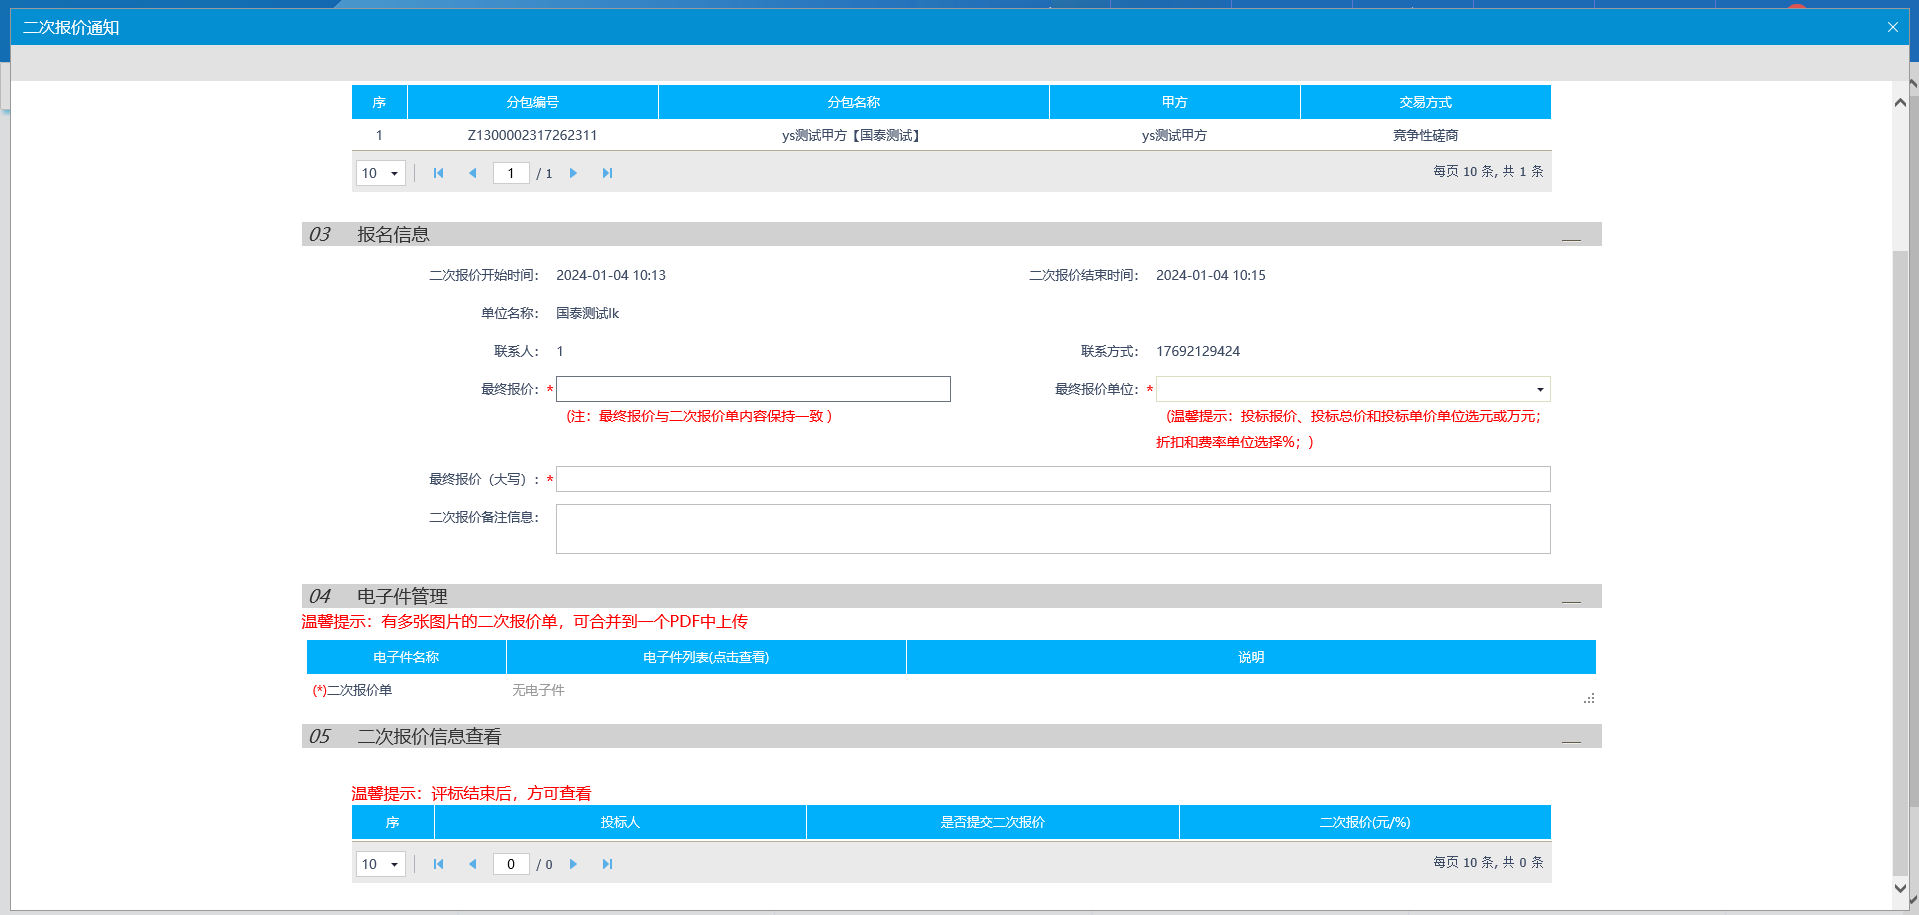 二次报价通知
序 分包编号 分包名称 甲方 交易方式
1 Z1300002317262311 ys测试甲方【国泰测试】 ys测试甲方 竞争性磋商
10 1 / 1 每页 10 条, 共 1 条
03 报名信息
二次报价开始时间： 2024-01-04 10:13 二次报价结束时间： 2024-01-04 10:15
单位名称： 国泰测试lk
联系人： 1 联系方式： 17692129424
最终报价： * 最终报价单位： *
(注：最终报价与二次报价单内容保持一致 ) （温馨提示：投标报价、投标总价和投标单价单位选元或万元；
折扣和费率单位选择%；）
最终报价（大写）： *
二次报价备注信息：
04 电子件管理
温馨提示：有多张图片的二次报价单，可合并到一个PDF中上传
电子件名称 电子件列表(点击查看) 说明
(*)二次报价单 无电子件
05 二次报价信息查看
温馨提示：评标结束后，方可查看
序 投标人 是否提交二次报价 二次报价(元/%)
10 0 / 0 每页 10 条, 共 0 条